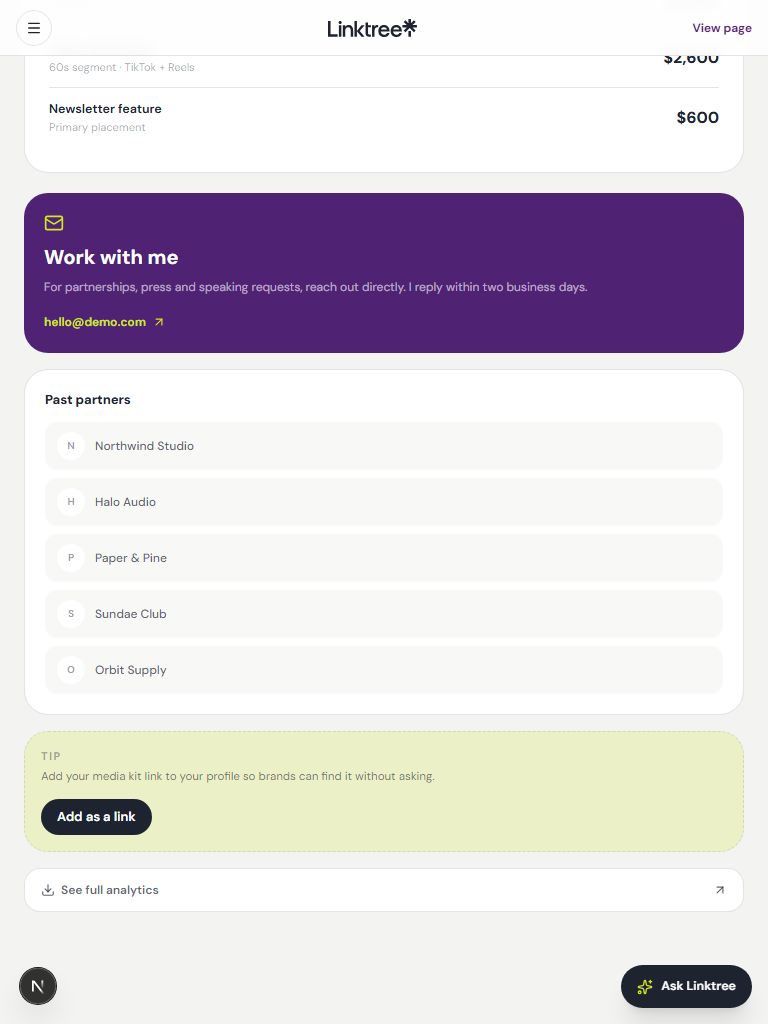 Linktree
View page
60s segment · TikTok + Reels
$2,600
Newsletter feature
$600
Primary placement
Work with me
For partnerships, press and speaking requests, reach out directly. I reply within two business days.
hello@demo.com
Past partners
N Northwind Studio
H Halo Audio
P Paper & Pine
S Sundae Club
O Orbit Supply
TIP
Add your media kit link to your profile so brands can find it without asking.
Add as a link
See full analytics
N
Ask Linktree